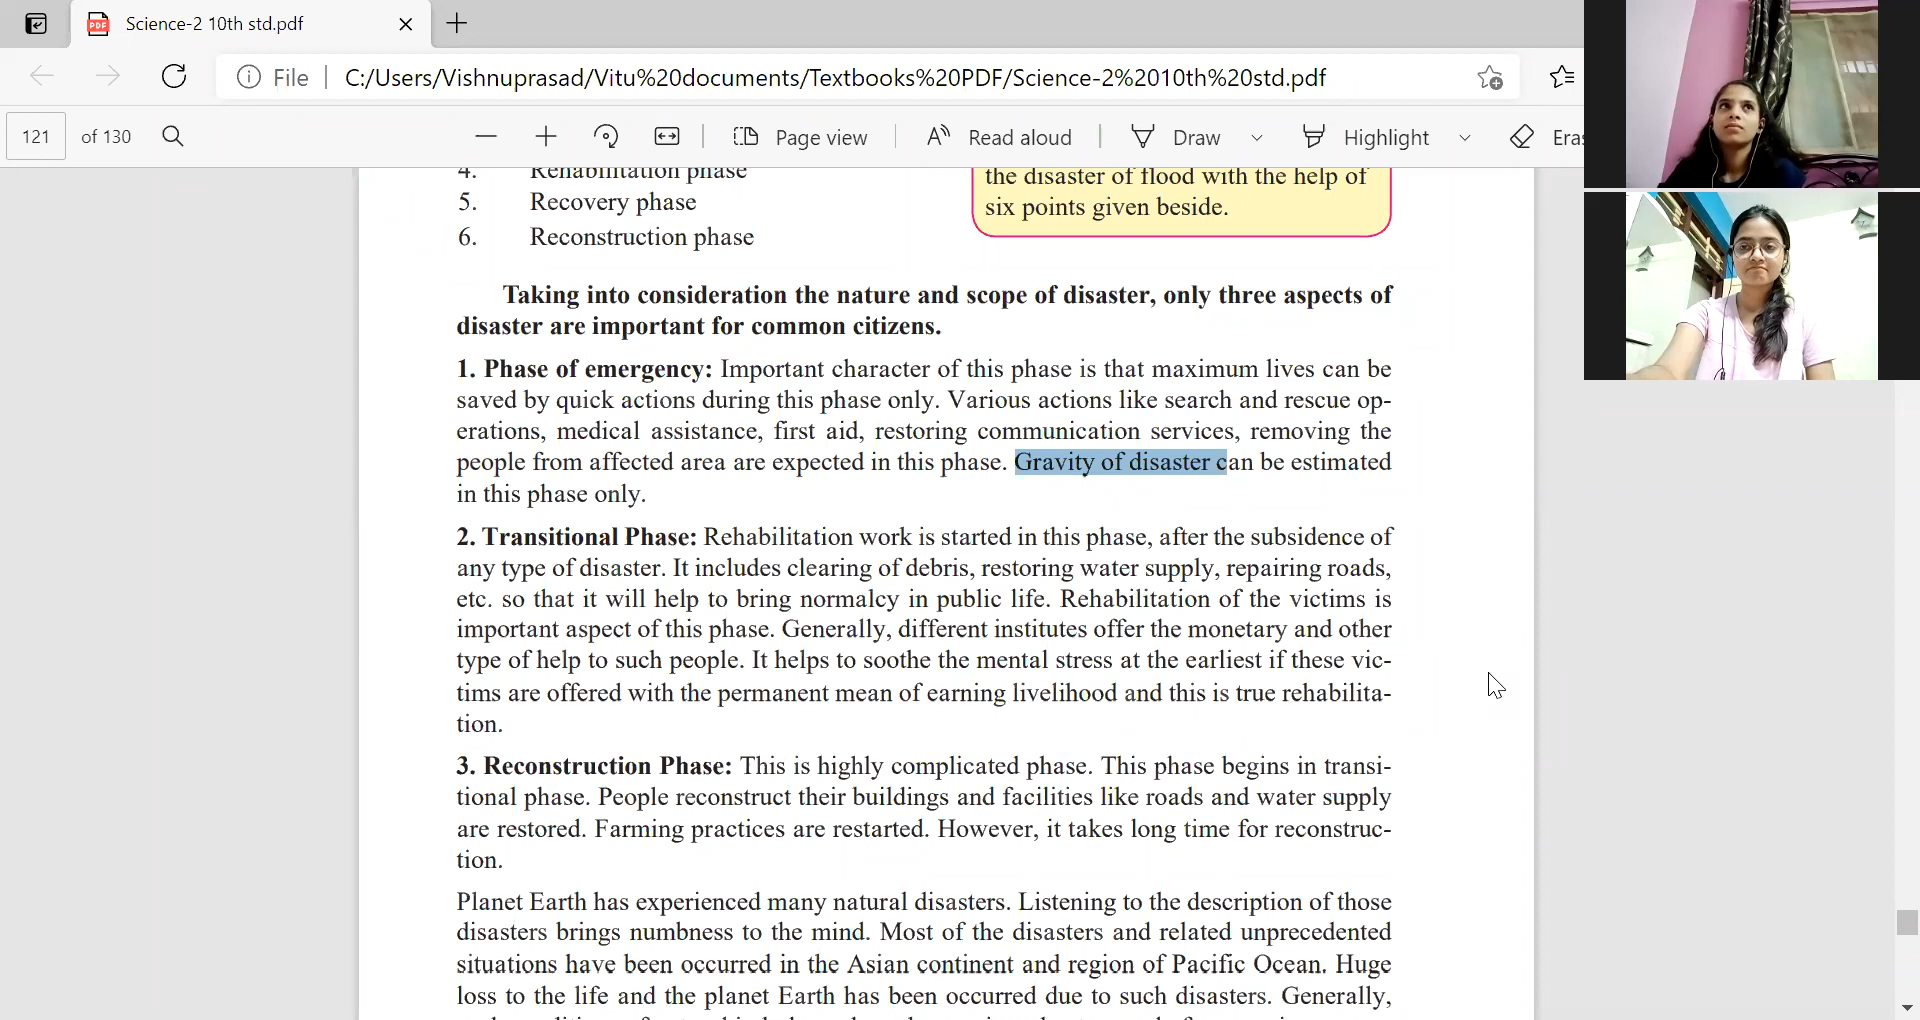 Science-2 10th std.pdf
File
C:/Users/Vishnuprasad/Vitu%20documents/Textbooks%20PDF/Science-2%2010th%20std.pdf
121 of 130
Page view
Read aloud
Draw
Highlight
Eras
4. Rehabilitation phase
5. Recovery phase
6. Reconstruction phase
the disaster of flood with the help of
six points given beside.
Taking into consideration the nature and scope of disaster, only three aspects of
disaster are important for common citizens.
1. Phase of emergency: Important character of this phase is that maximum lives can be
saved by quick actions during this phase only. Various actions like search and rescue op-
erations, medical assistance, first aid, restoring communication services, removing the
people from affected area are expected in this phase. Gravity of disaster can be estimated
in this phase only.
2. Transitional Phase: Rehabilitation work is started in this phase, after the subsidence of
any type of disaster. It includes clearing of debris, restoring water supply, repairing roads,
etc. so that it will help to bring normalcy in public life. Rehabilitation of the victims is
important aspect of this phase. Generally, different institutes offer the monetary and other
type of help to such people. It helps to soothe the mental stress at the earliest if these vic-
tims are offered with the permanent mean of earning livelihood and this is true rehabilita-
tion.
3. Reconstruction Phase: This is highly complicated phase. This phase begins in transi-
tional phase. People reconstruct their buildings and facilities like roads and water supply
are restored. Farming practices are restarted. However, it takes long time for reconstruc-
tion.
Planet Earth has experienced many natural disasters. Listening to the description of those
disasters brings numbness to the mind. Most of the disasters and related unprecedented
situations have been occurred in the Asian continent and region of Pacific Ocean. Huge
loss to the life and the planet Earth has been occurred due to such disasters. Generally,